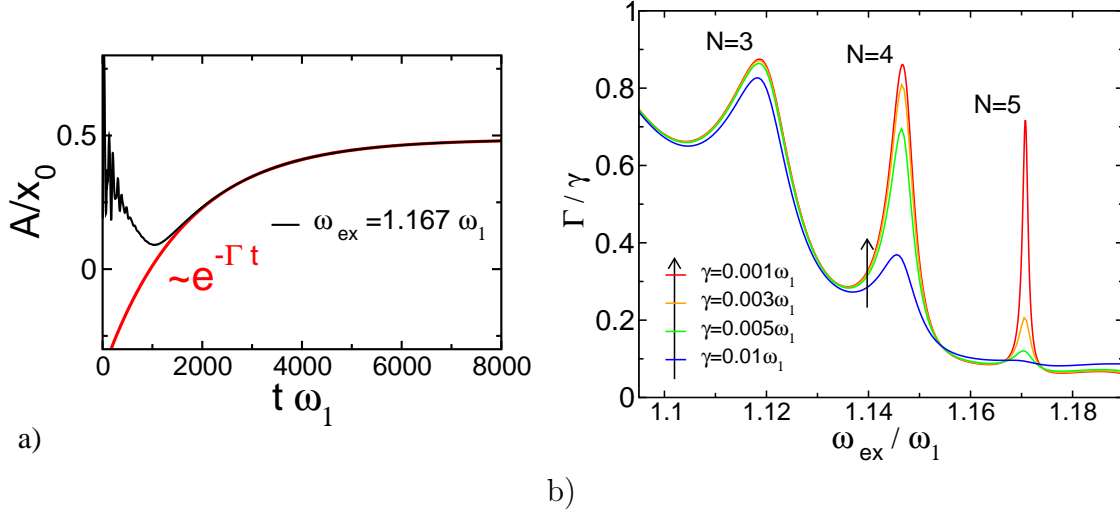 A/x₀
0.5
0
0 2000 4000 6000 8000
t ω₁
ω ex =1.167 ω₁
~e^-Γ t
a)
Γ / γ
1
0.8
0.6
0.4
0.2
0
N=3
N=4
N=5
γ=0.001ω₁
γ=0.003ω₁
γ=0.005ω₁
γ=0.01ω₁
1.1 1.12 1.14 1.16 1.18
ω ex / ω₁
b)